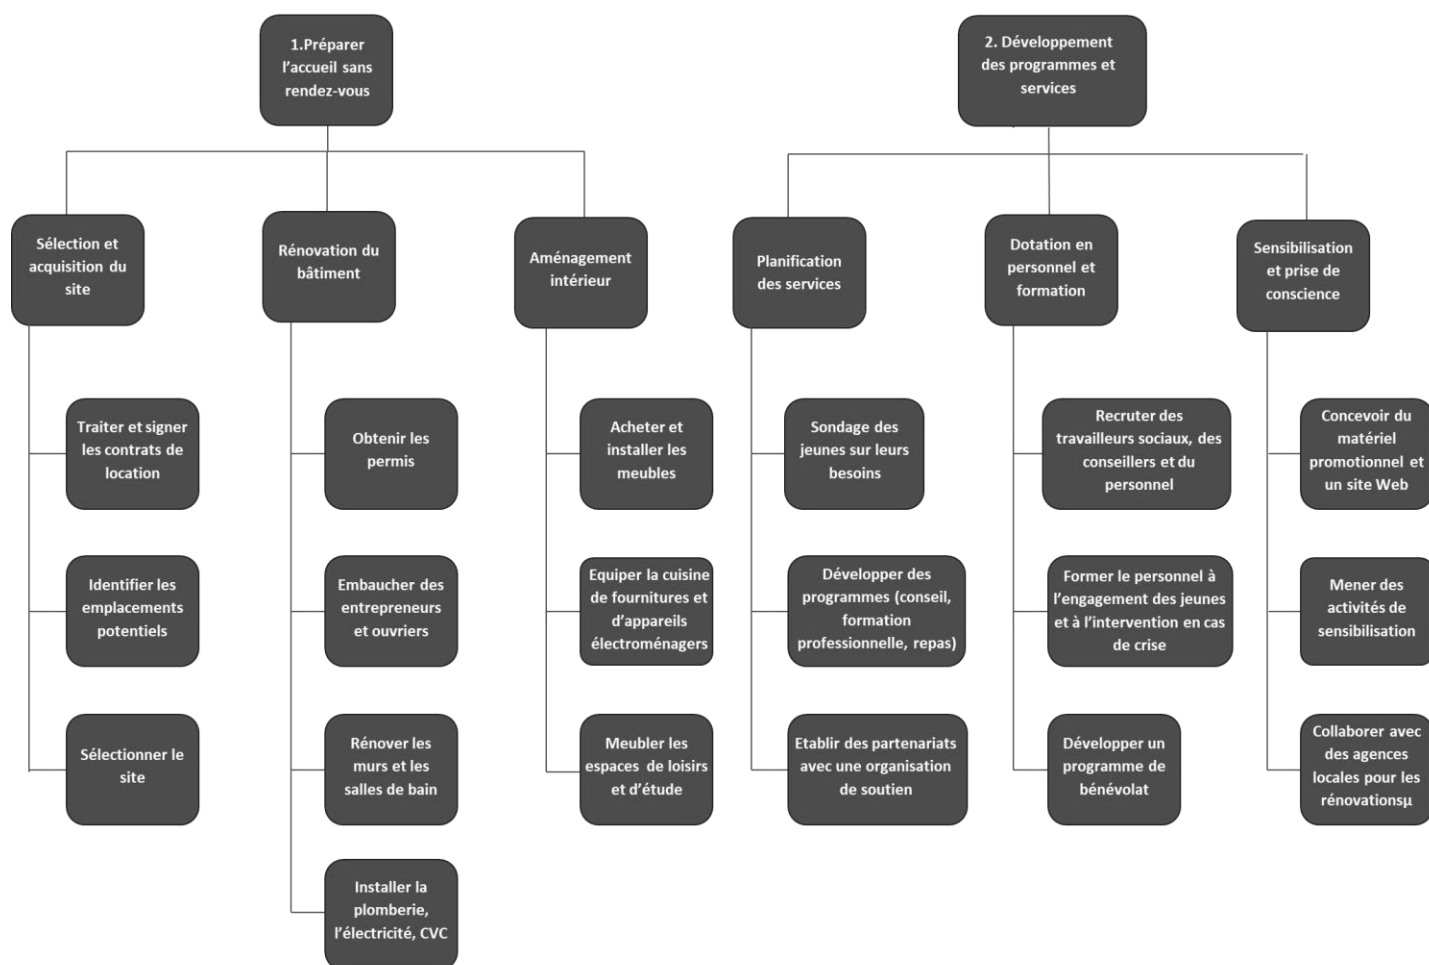 1.Préparer
l’accueil sans
rendez-vous
2. Développement
des programmes et
services
Sélection et
acquisition du
site
Rénovation du
bâtiment
Aménagement
intérieur
Planification
des services
Dotation en
personnel et
formation
Sensibilisation
et prise de
conscience
Traiter et signer
les contrats de
location
Obtenir les
permis
Acheter et
installer les
meubles
Sondage des
jeunes sur leurs
besoins
Recruter des
travailleurs sociaux, des
conseillers et du
personnel
Concevoir du
matériel
promotionnel et
un site Web
Identifier les
emplacements
potentiels
Embaucher des
entrepreneurs
et ouvriers
Equiper la cuisine
de fournitures et
d’appareils
électroménagers
Développer des
programmes (conseil,
formation
professionnelle, repas)
Former le personnel à
l’engagement des jeunes
et à l’intervention en cas
de crise
Mener des
activités de
sensibilisation
Sélectionner le
site
Rénover les
murs et les
salles de bain
Meubler les
espaces de loisirs
et d’étude
Etablir des partenariats
avec une organisation
de soutien
Développer un
programme de
bénévolat
Collaborer avec
des agences
locales pour les
rénovationsµ
Installer la
plomberie,
l’électricité, CVC